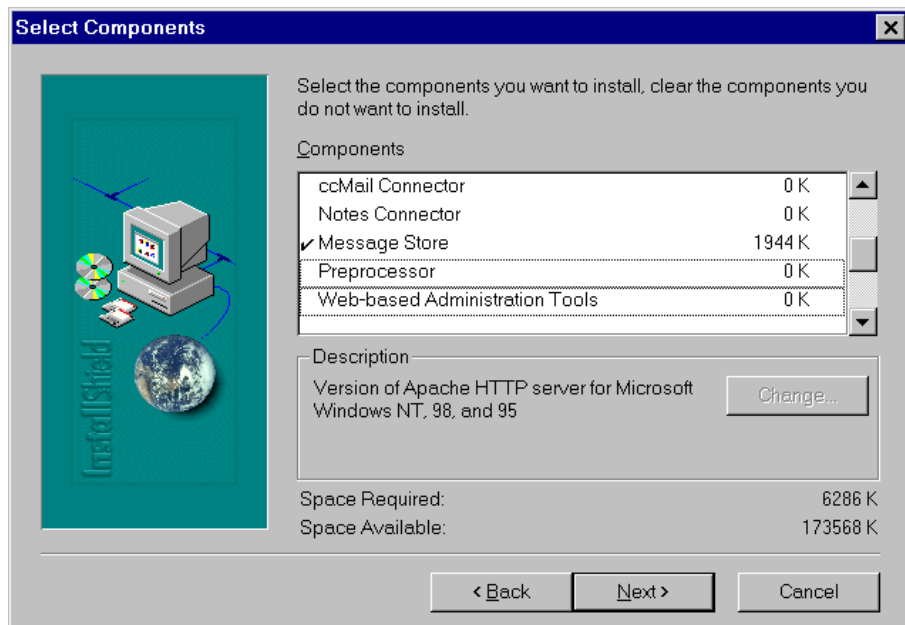 Select Components
Select the components you want to install, clear the components you
do not want to install.
Components
ccMail Connector 0 K
Notes Connector 0 K
✔ Message Store 1944 K
Preprocessor 0 K
Web-based Administration Tools 0 K
Description
Version of Apache HTTP server for Microsoft
Windows NT, 98, and 95
Change...
InstallShield
Space Required: 6286 K
Space Available: 173568 K
< Back
Next >
Cancel